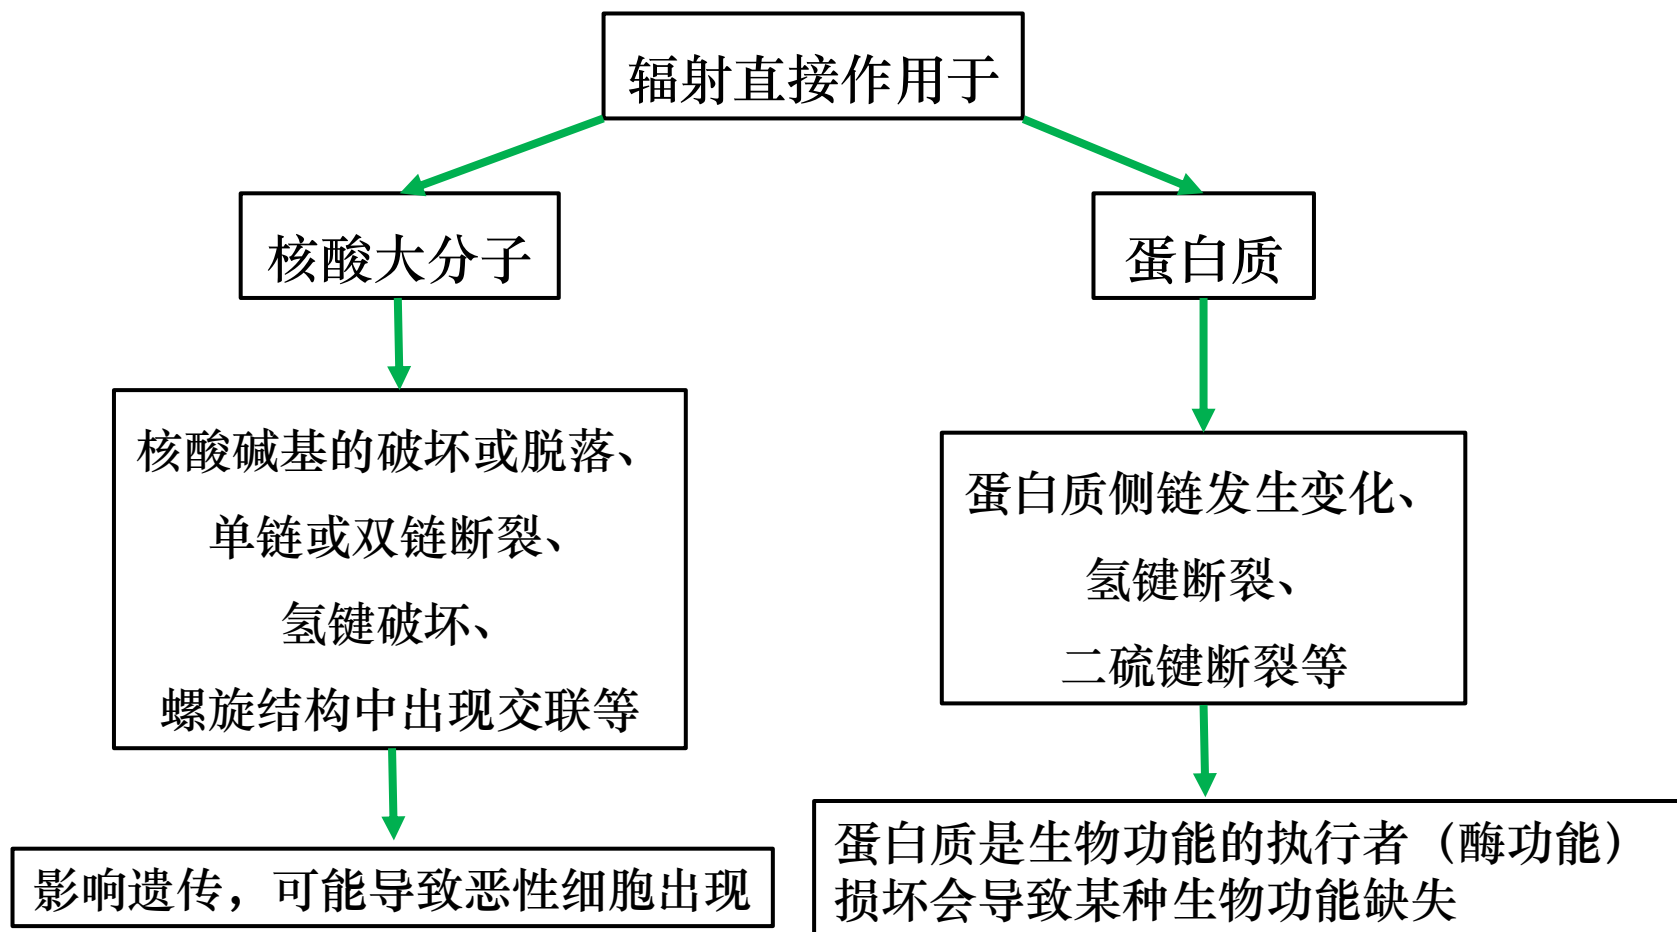 辐射直接作用于
核酸大分子
蛋白质
核酸碱基的破坏或脱落、
单链或双链断裂、
氢键破坏、
螺旋结构中出现交联等
蛋白质侧链发生变化、
氢键断裂、
二硫键断裂等
影响遗传，可能导致恶性细胞出现
蛋白质是生物功能的执行者（酶功能）
损坏会导致某种生物功能缺失